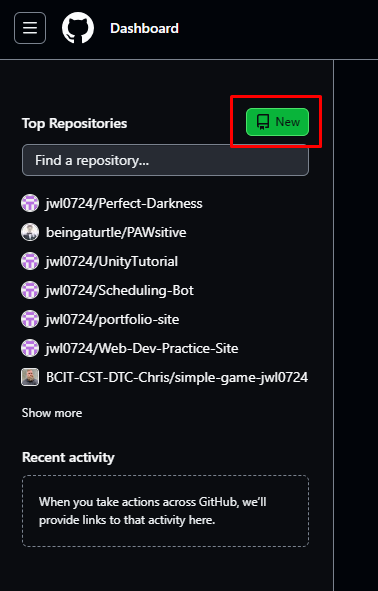 Dashboard
Top Repositories
New
Find a repository...
jwl0724/Perfect-Darkness
beingaturtle/PAWsitive
jwl0724/UnityTutorial
jwl0724/Scheduling-Bot
jwl0724/portfolio-site
jwl0724/Web-Dev-Practice-Site
BCIT-CST-DTC-Chris/simple-game-jwl0724
Show more
Recent activity
When you take actions across GitHub, we'll
provide links to that activity here.